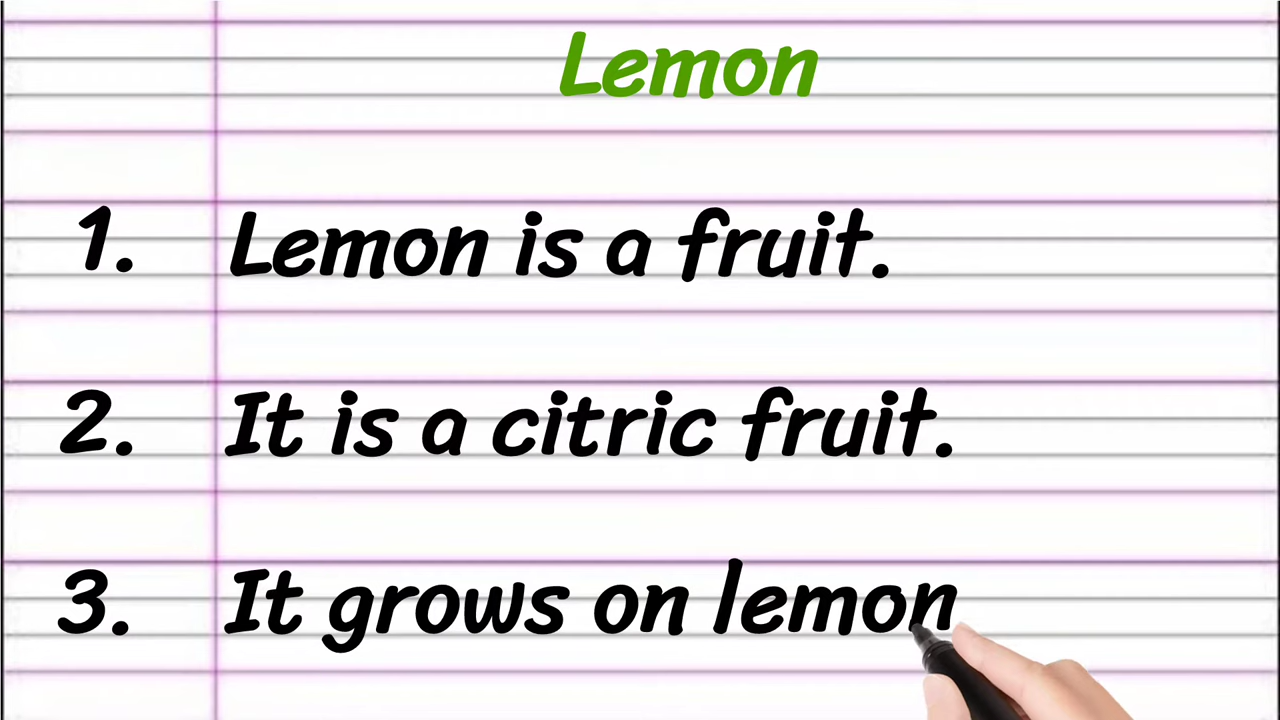 Lemon
1. Lemon is a fruit.
2. It is a citric fruit.
3. It grows on lemon